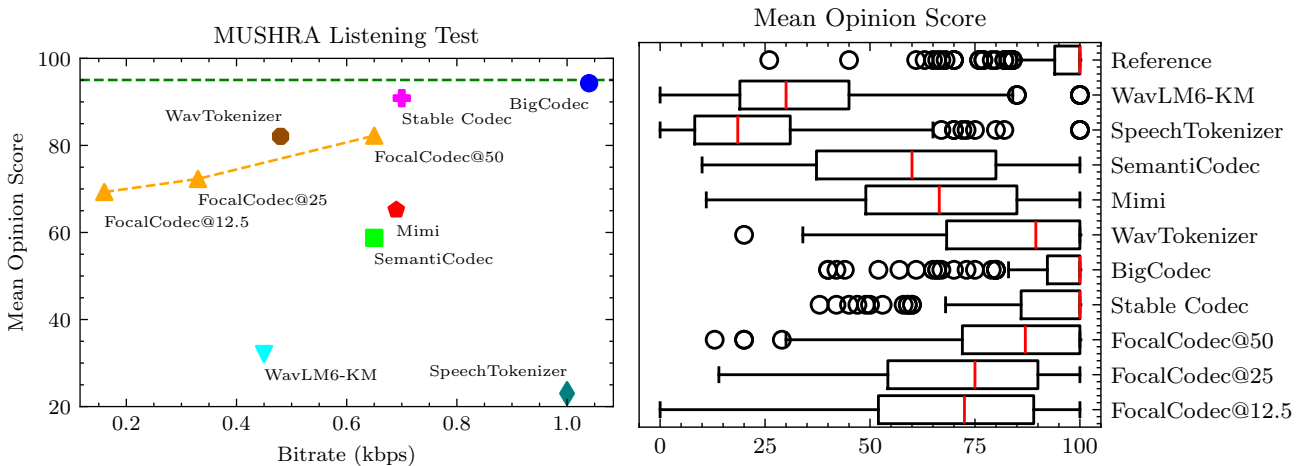 MUSHRA Listening Test
Mean Opinion Score
100
80
60
40
20
0.2
0.4
0.6
0.8
1.0
Bitrate (kbps)
BigCodec
Stable Codec
WavTokenizer
FocalCodec@50
FocalCodec@25
FocalCodec@12.5
Mimi
SemantiCodec
WavLM6-KM
SpeechTokenizer
Mean Opinion Score
Reference
WavLM6-KM
SpeechTokenizer
SemantiCodec
Mimi
WavTokenizer
BigCodec
Stable Codec
FocalCodec@50
FocalCodec@25
FocalCodec@12.5
0
25
50
75
100